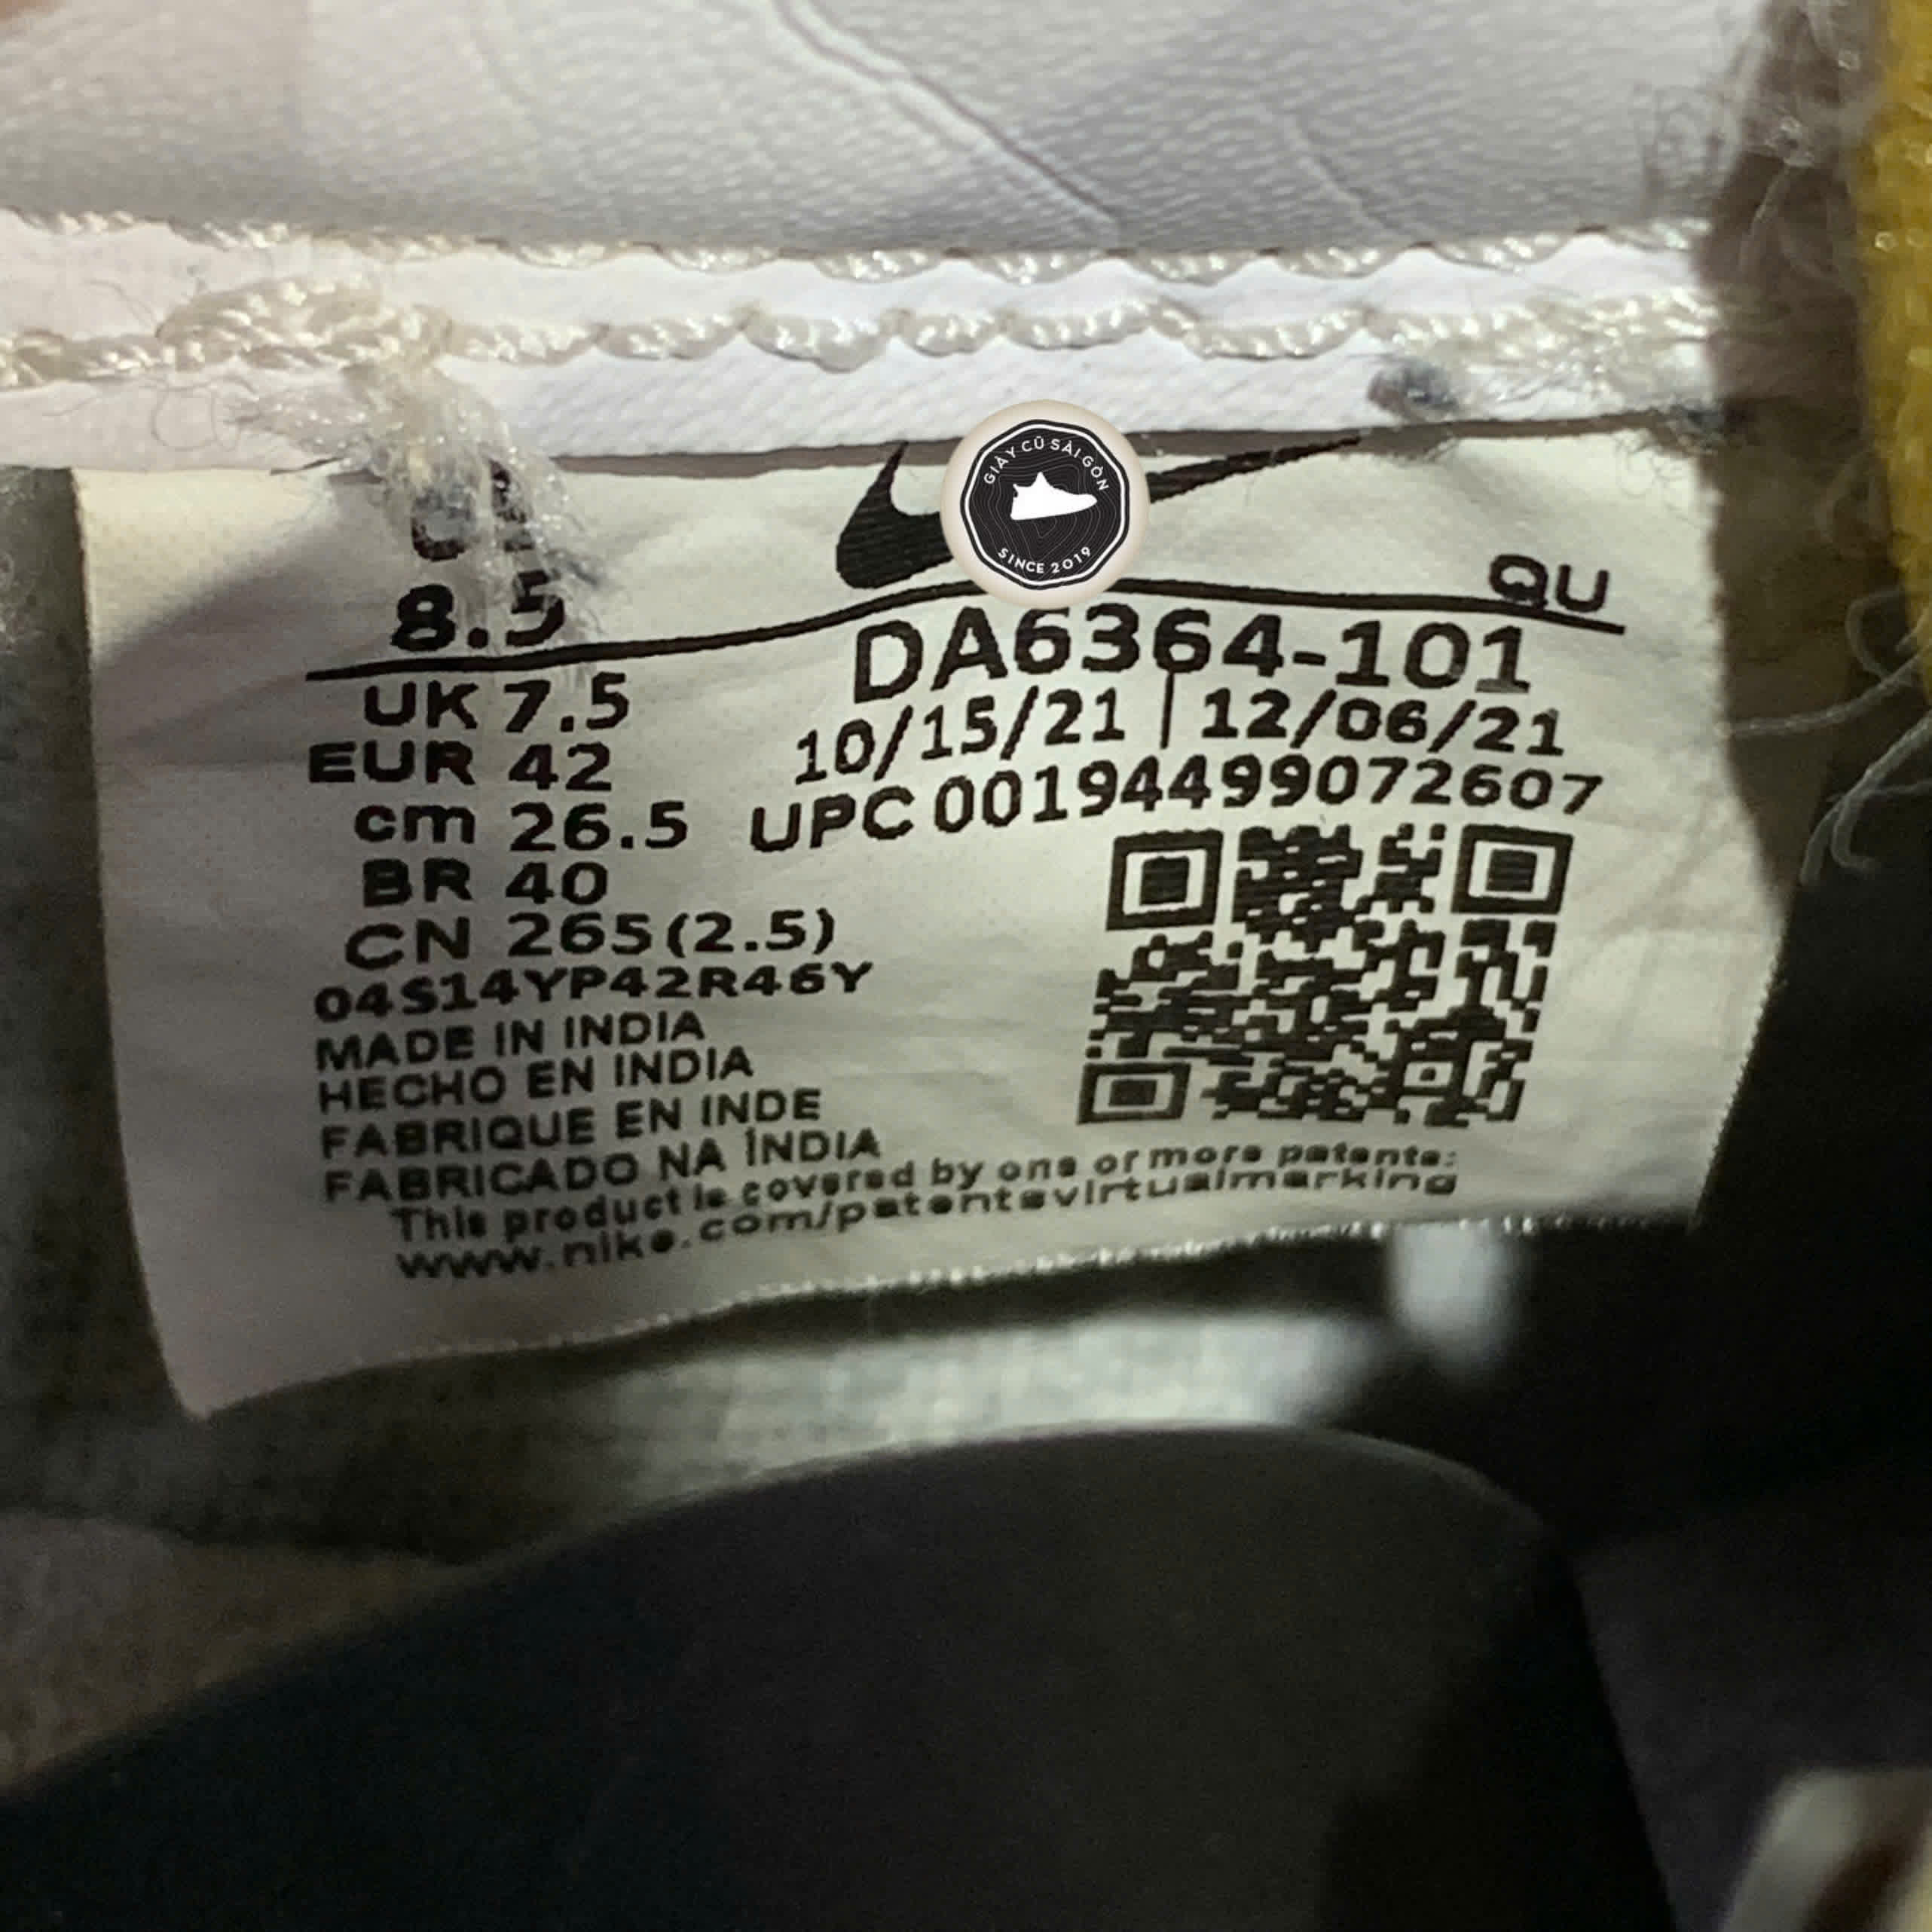 GIÀY CŨ SÀI GÒN
SINCE 2019
QU
8.5
DA6364-101
UK 7.5
10/15/21 | 12/06/21
EUR 42
UPC 00194499072607
cm 26.5
BR 40
CN 265(2.5)
04S14YP42R46Y
MADE IN INDIA
HECHO EN INDIA
FABRIQUE EN INDE
FABRICADO NA ÍNDIA
This product is covered by one or more patents:
www.nike.com/patentsvirtualmarking